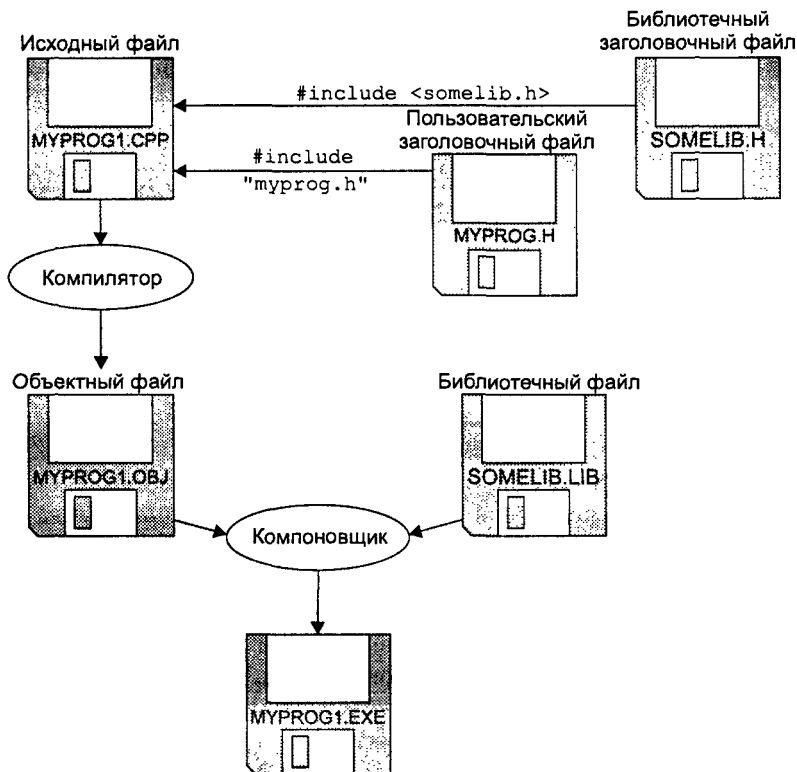 Библиотечный
заголовочный файл
Исходный файл
#include <somelib.h>
MYPROG1.CPP
SOMELIB.H
Пользовательский
заголовочный файл
#include
"myprog.h"
MYPROG.H
Компилятор
Объектный файл
Библиотечный файл
MYPROG1.OBJ
SOMELIB.LIB
Компоновщик
MYPROG1.EXE